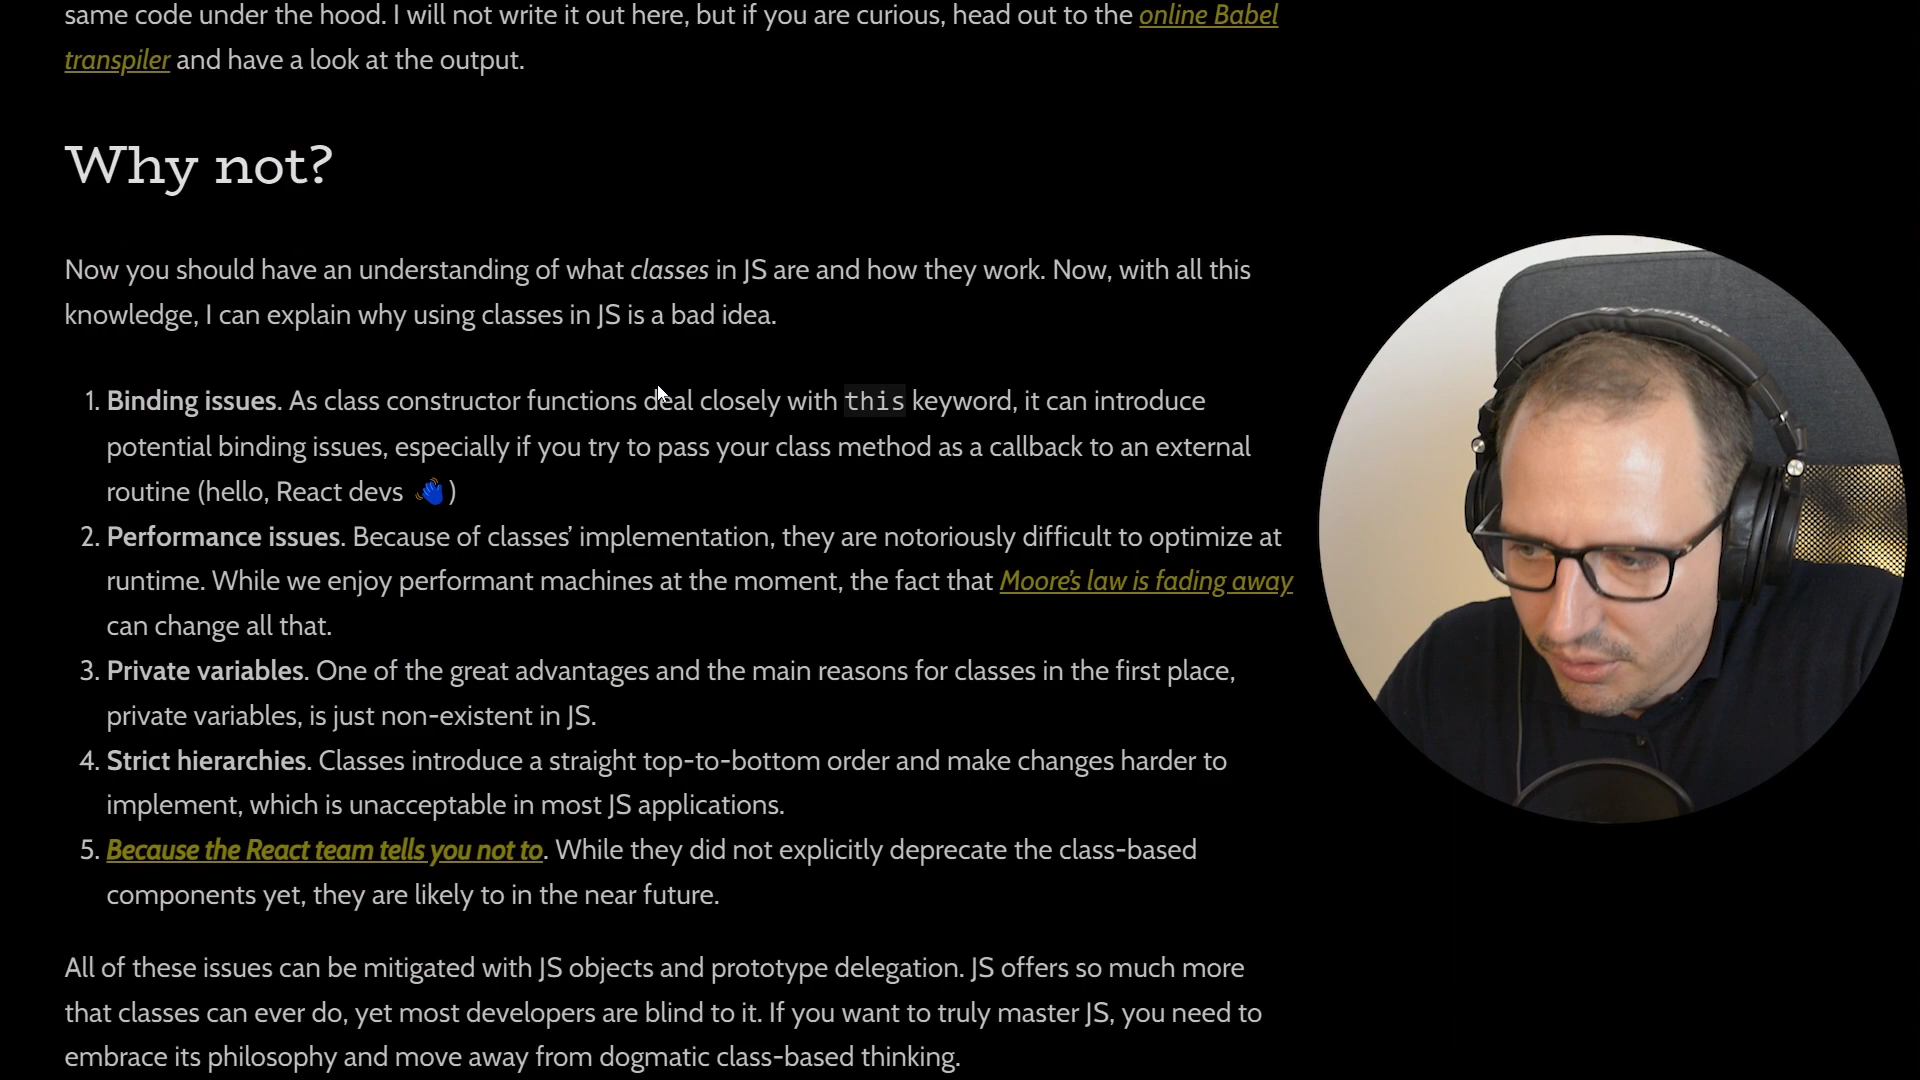 same code under the hood. I will not write it out here, but if you are curious, head out to the online Babel
transpiler and have a look at the output.
Why not?
Now you should have an understanding of what classes in JS are and how they work. Now, with all this
knowledge, I can explain why using classes in JS is a bad idea.
1. Binding issues. As class constructor functions deal closely with this keyword, it can introduce
potential binding issues, especially if you try to pass your class method as a callback to an external
routine (hello, React devs 👋)
2. Performance issues. Because of classes’ implementation, they are notoriously difficult to optimize at
runtime. While we enjoy performant machines at the moment, the fact that Moore’s law is fading away
can change all that.
3. Private variables. One of the great advantages and the main reasons for classes in the first place,
private variables, is just non-existent in JS.
4. Strict hierarchies. Classes introduce a straight top-to-bottom order and make changes harder to
implement, which is unacceptable in most JS applications.
5. Because the React team tells you not to. While they did not explicitly deprecate the class-based
components yet, they are likely to in the near future.
All of these issues can be mitigated with JS objects and prototype delegation. JS offers so much more
that classes can ever do, yet most developers are blind to it. If you want to truly master JS, you need to
embrace its philosophy and move away from dogmatic class-based thinking.